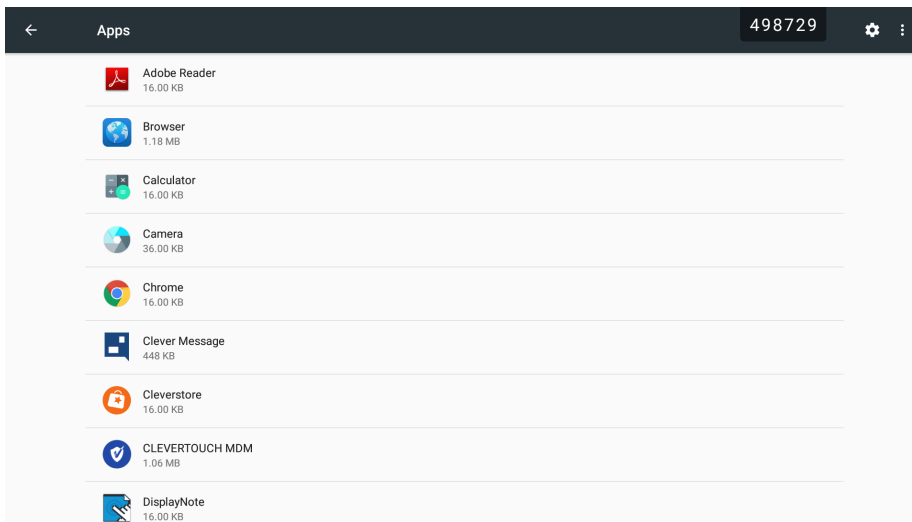 Apps
498729
Adobe Reader
16.00 KB
Browser
1.18 MB
Calculator
16.00 KB
Camera
36.00 KB
Chrome
16.00 KB
Clever Message
448 KB
Cleverstore
16.00 KB
CLEVERTOUCH MDM
1.06 MB
DisplayNote
16.00 KB